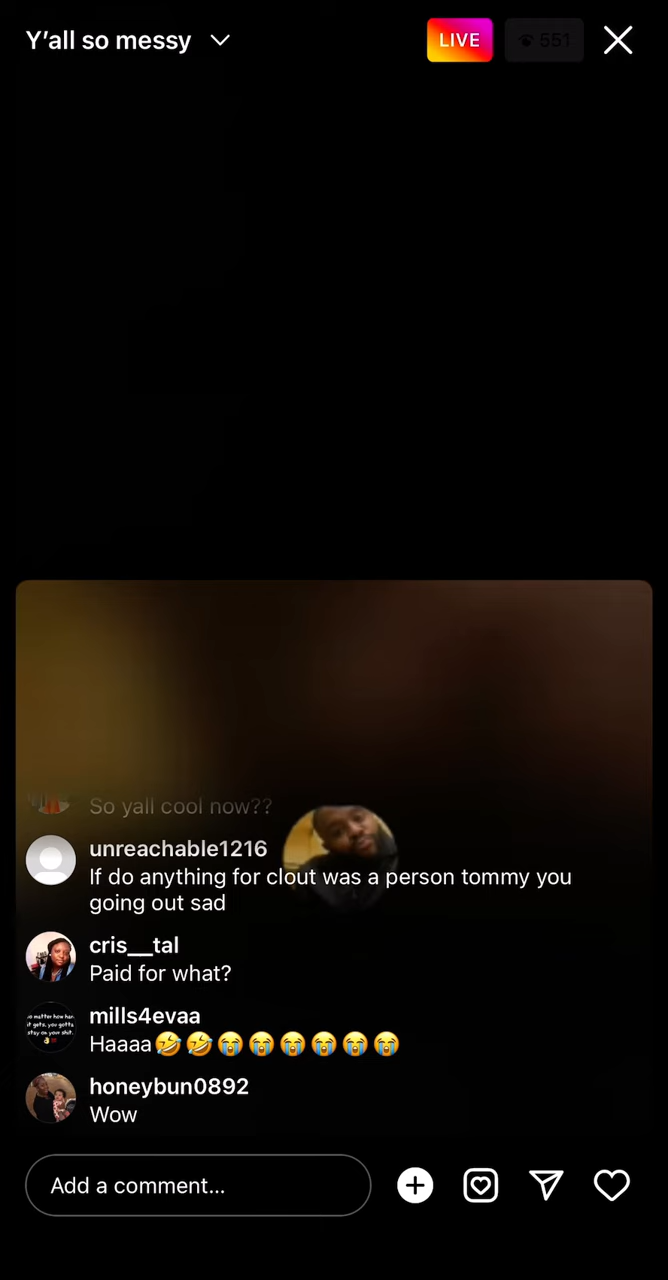 Y’all so messy
LIVE
551
So yall cool now??
unreachable1216
If do anything for clout was a person tommy you
going out sad
cris__tal
Paid for what?
mills4evaa
Haaaa🤣🤣😭😭😭😭😭😭
honeybun0892
Wow
Add a comment...